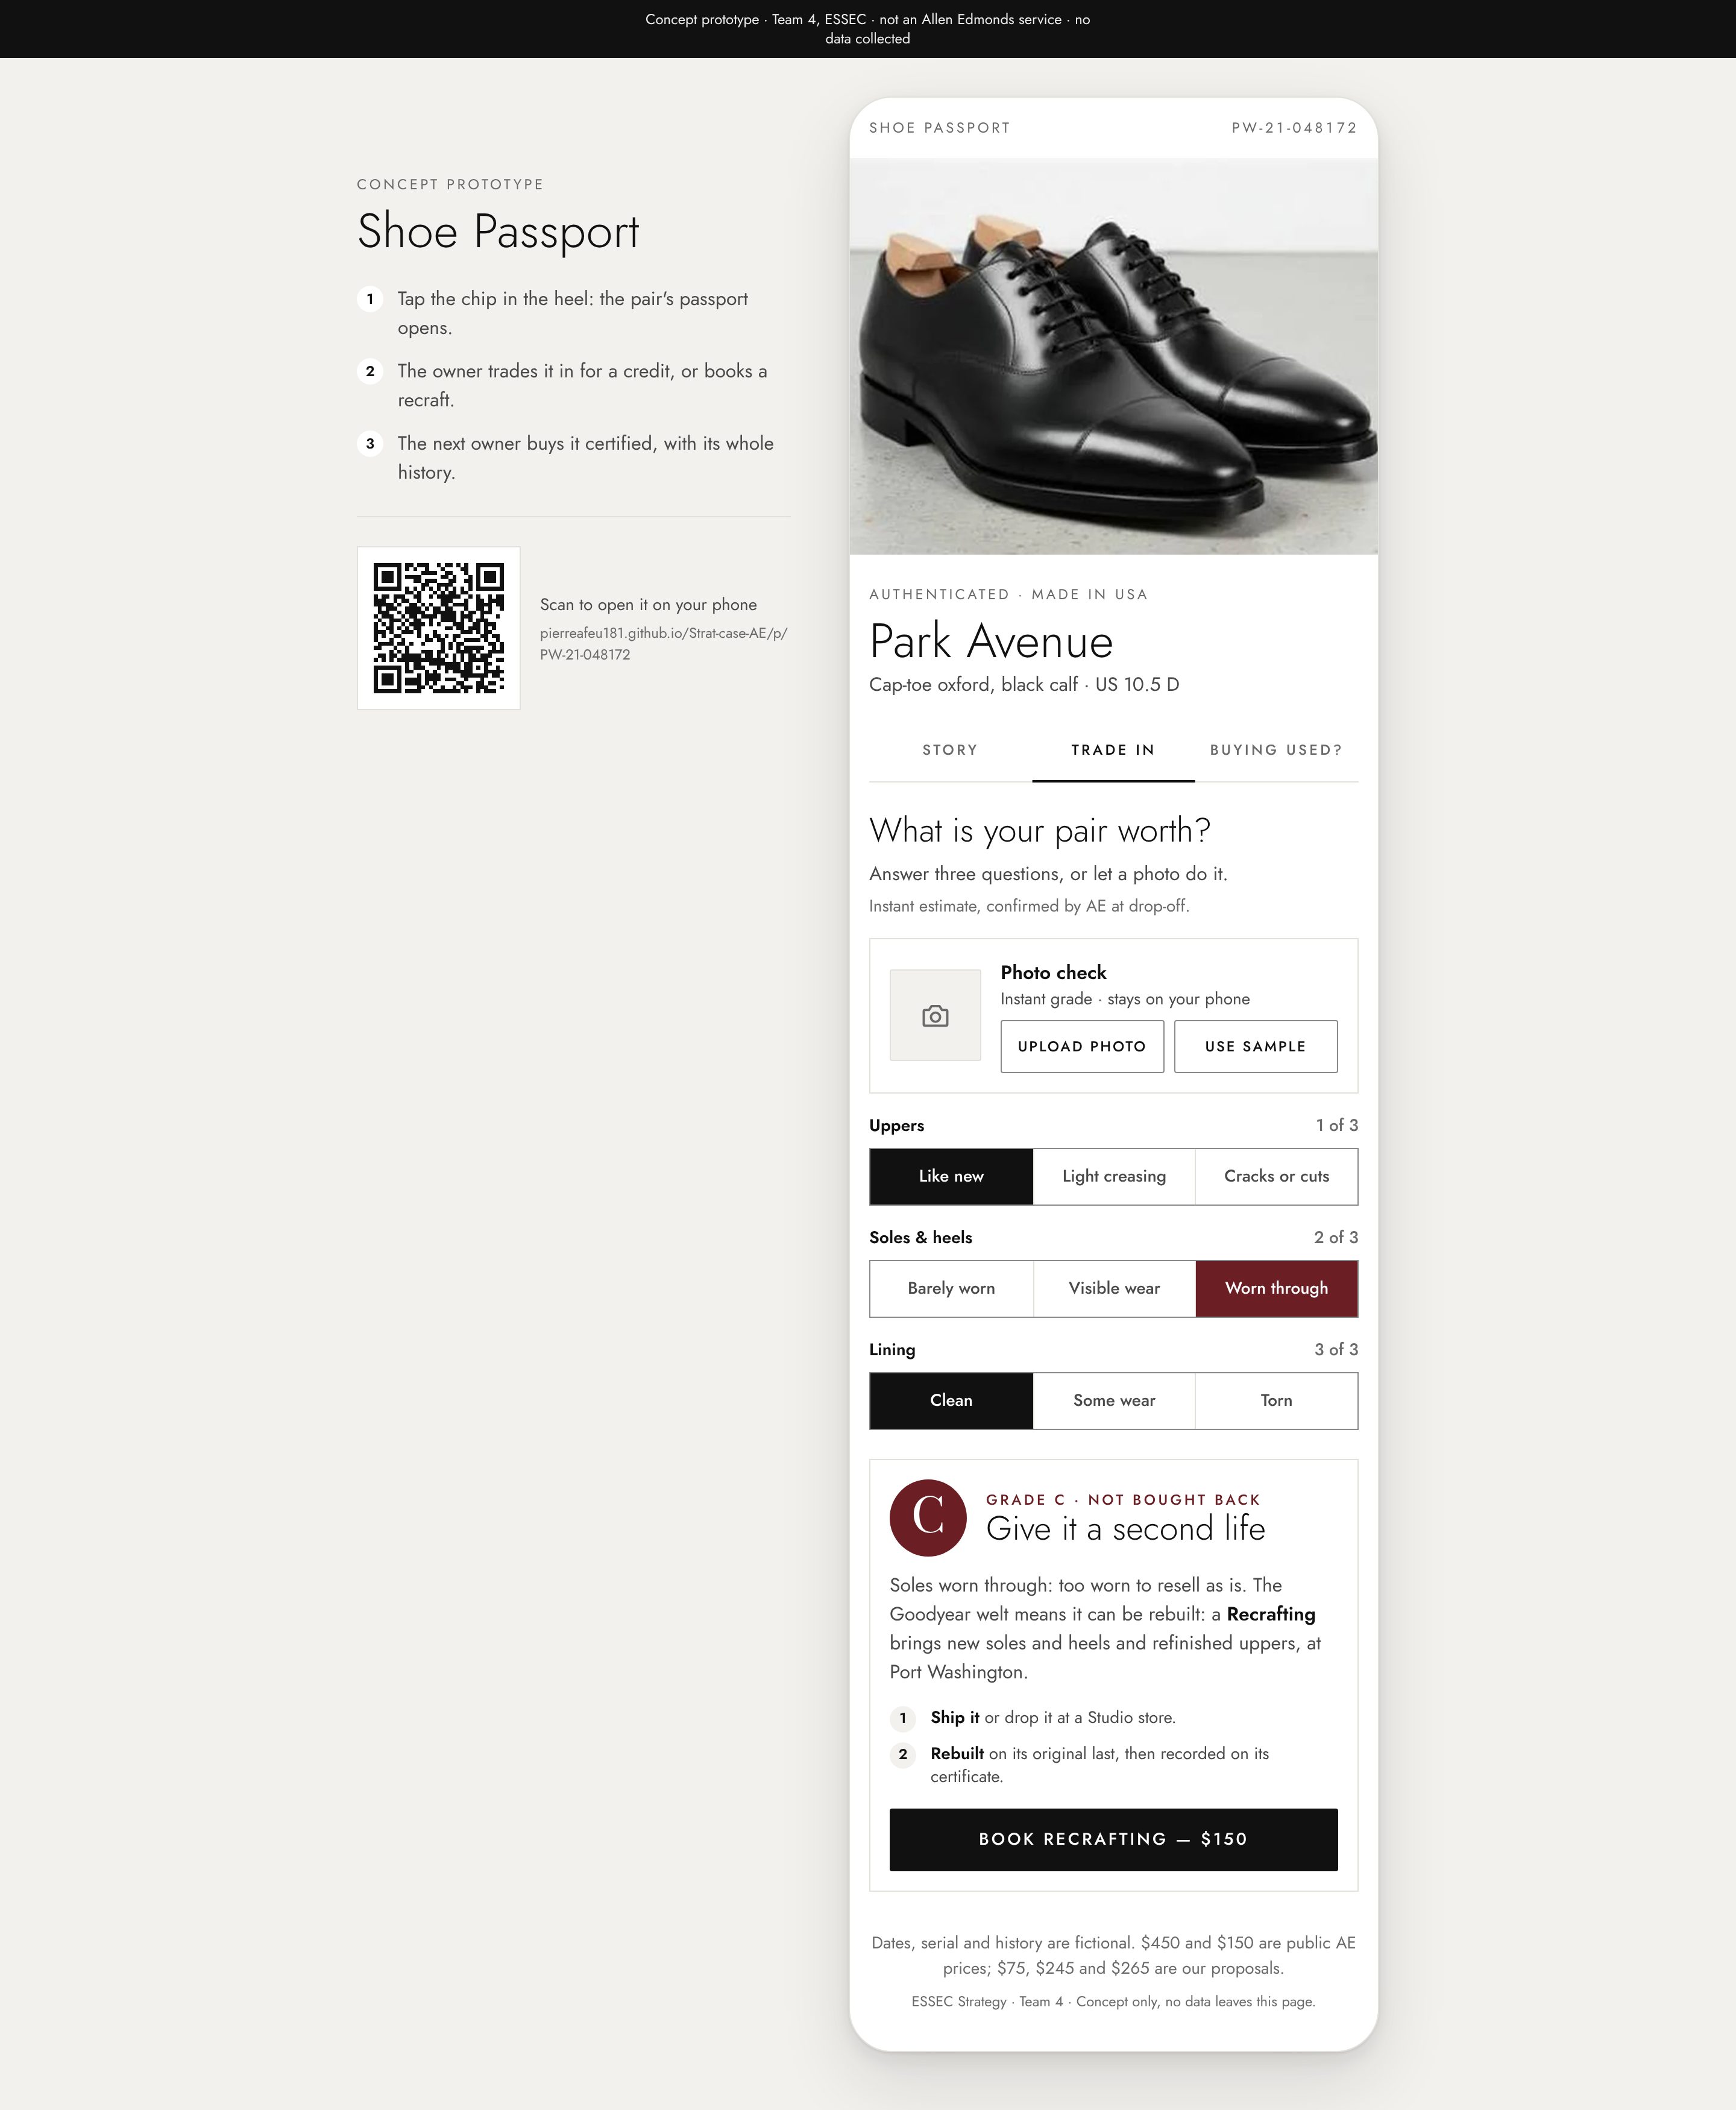 Concept prototype · Team 4, ESSEC · not an Allen Edmonds service · no
data collected
CONCEPT PROTOTYPE
Shoe Passport
1 Tap the chip in the heel: the pair's passport
opens.
2 The owner trades it in for a credit, or books a
recraft.
3 The next owner buys it certified, with its whole
history.
Scan to open it on your phone
pierreafeu181.github.io/Strat-case-AE/p/
PW-21-048172
SHOE PASSPORT PW-21-048172
AUTHENTICATED · MADE IN USA
Park Avenue
Cap-toe oxford, black calf · US 10.5 D
STORY TRADE IN BUYING USED?
What is your pair worth?
Answer three questions, or let a photo do it.
Instant estimate, confirmed by AE at drop-off.
Photo check
Instant grade · stays on your phone
UPLOAD PHOTO USE SAMPLE
Uppers 1 of 3
Like new Light creasing Cracks or cuts
Soles & heels 2 of 3
Barely worn Visible wear Worn through
Lining 3 of 3
Clean Some wear Torn
C
GRADE C · NOT BOUGHT BACK
Give it a second life
Soles worn through: too worn to resell as is. The
Goodyear welt means it can be rebuilt: a Recrafting
brings new soles and heels and refinished uppers, at
Port Washington.
1 Ship it or drop it at a Studio store.
2 Rebuilt on its original last, then recorded on its
certificate.
BOOK RECRAFTING — $150
Dates, serial and history are fictional. $450 and $150 are public AE
prices; $75, $245 and $265 are our proposals.
ESSEC Strategy · Team 4 · Concept only, no data leaves this page.